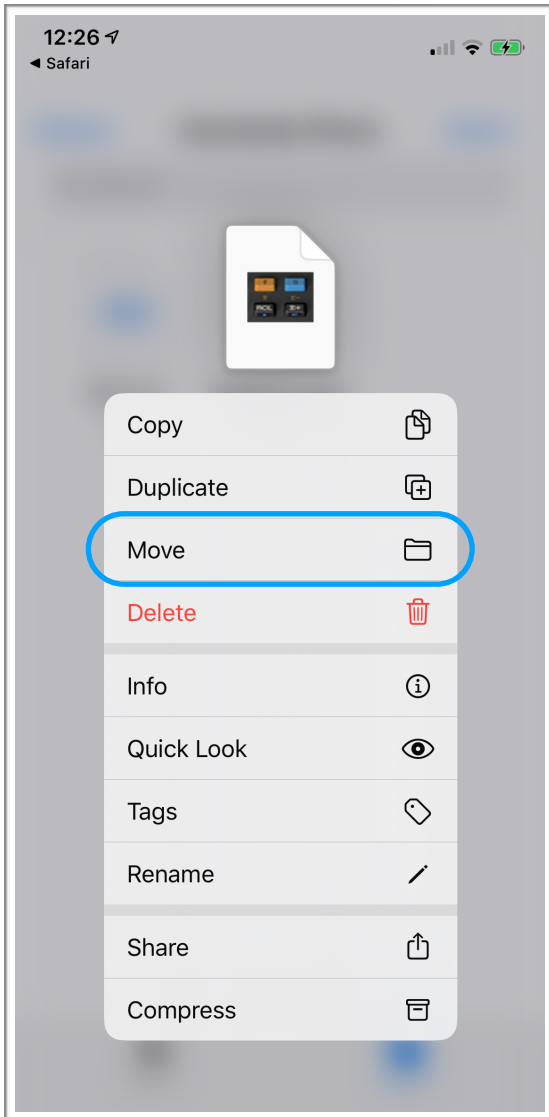 12:26
◀ Safari
Copy
Duplicate
Move
Delete
Info
Quick Look
Tags
Rename
Share
Compress